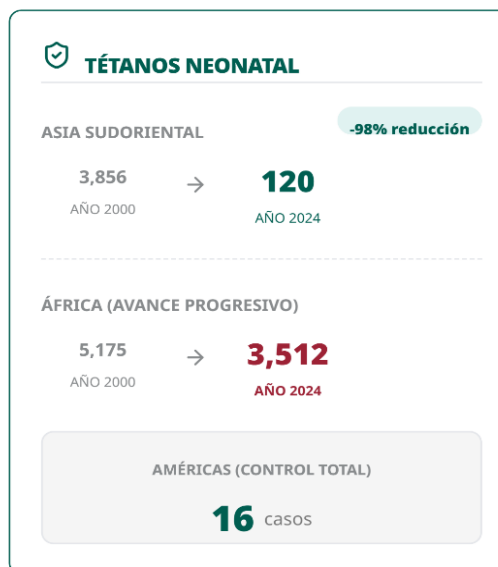 TÉTANOS NEONATAL
ASIA SUDORIENTAL
-98% reducción
3,856 → 120
AÑO 2000 AÑO 2024
ÁFRICA (AVANCE PROGRESIVO)
5,175 → 3,512
AÑO 2000 AÑO 2024
AMÉRICAS (CONTROL TOTAL)
16 casos